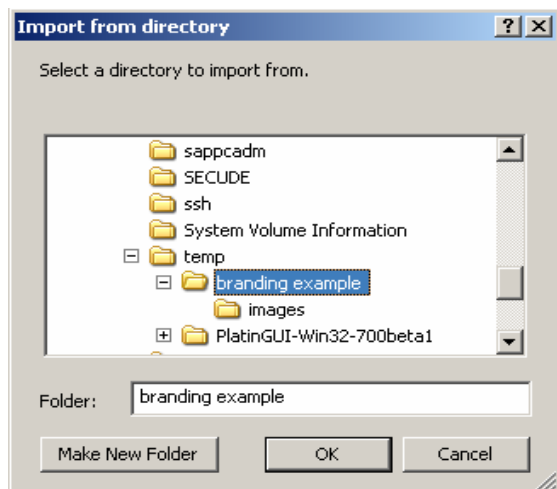 Import from directory
Select a directory to import from.
sappcadm
SECUDE
ssh
System Volume Information
temp
branding example
images
PlatinGUI-Win32-700beta1
Folder: branding example
Make New Folder OK Cancel